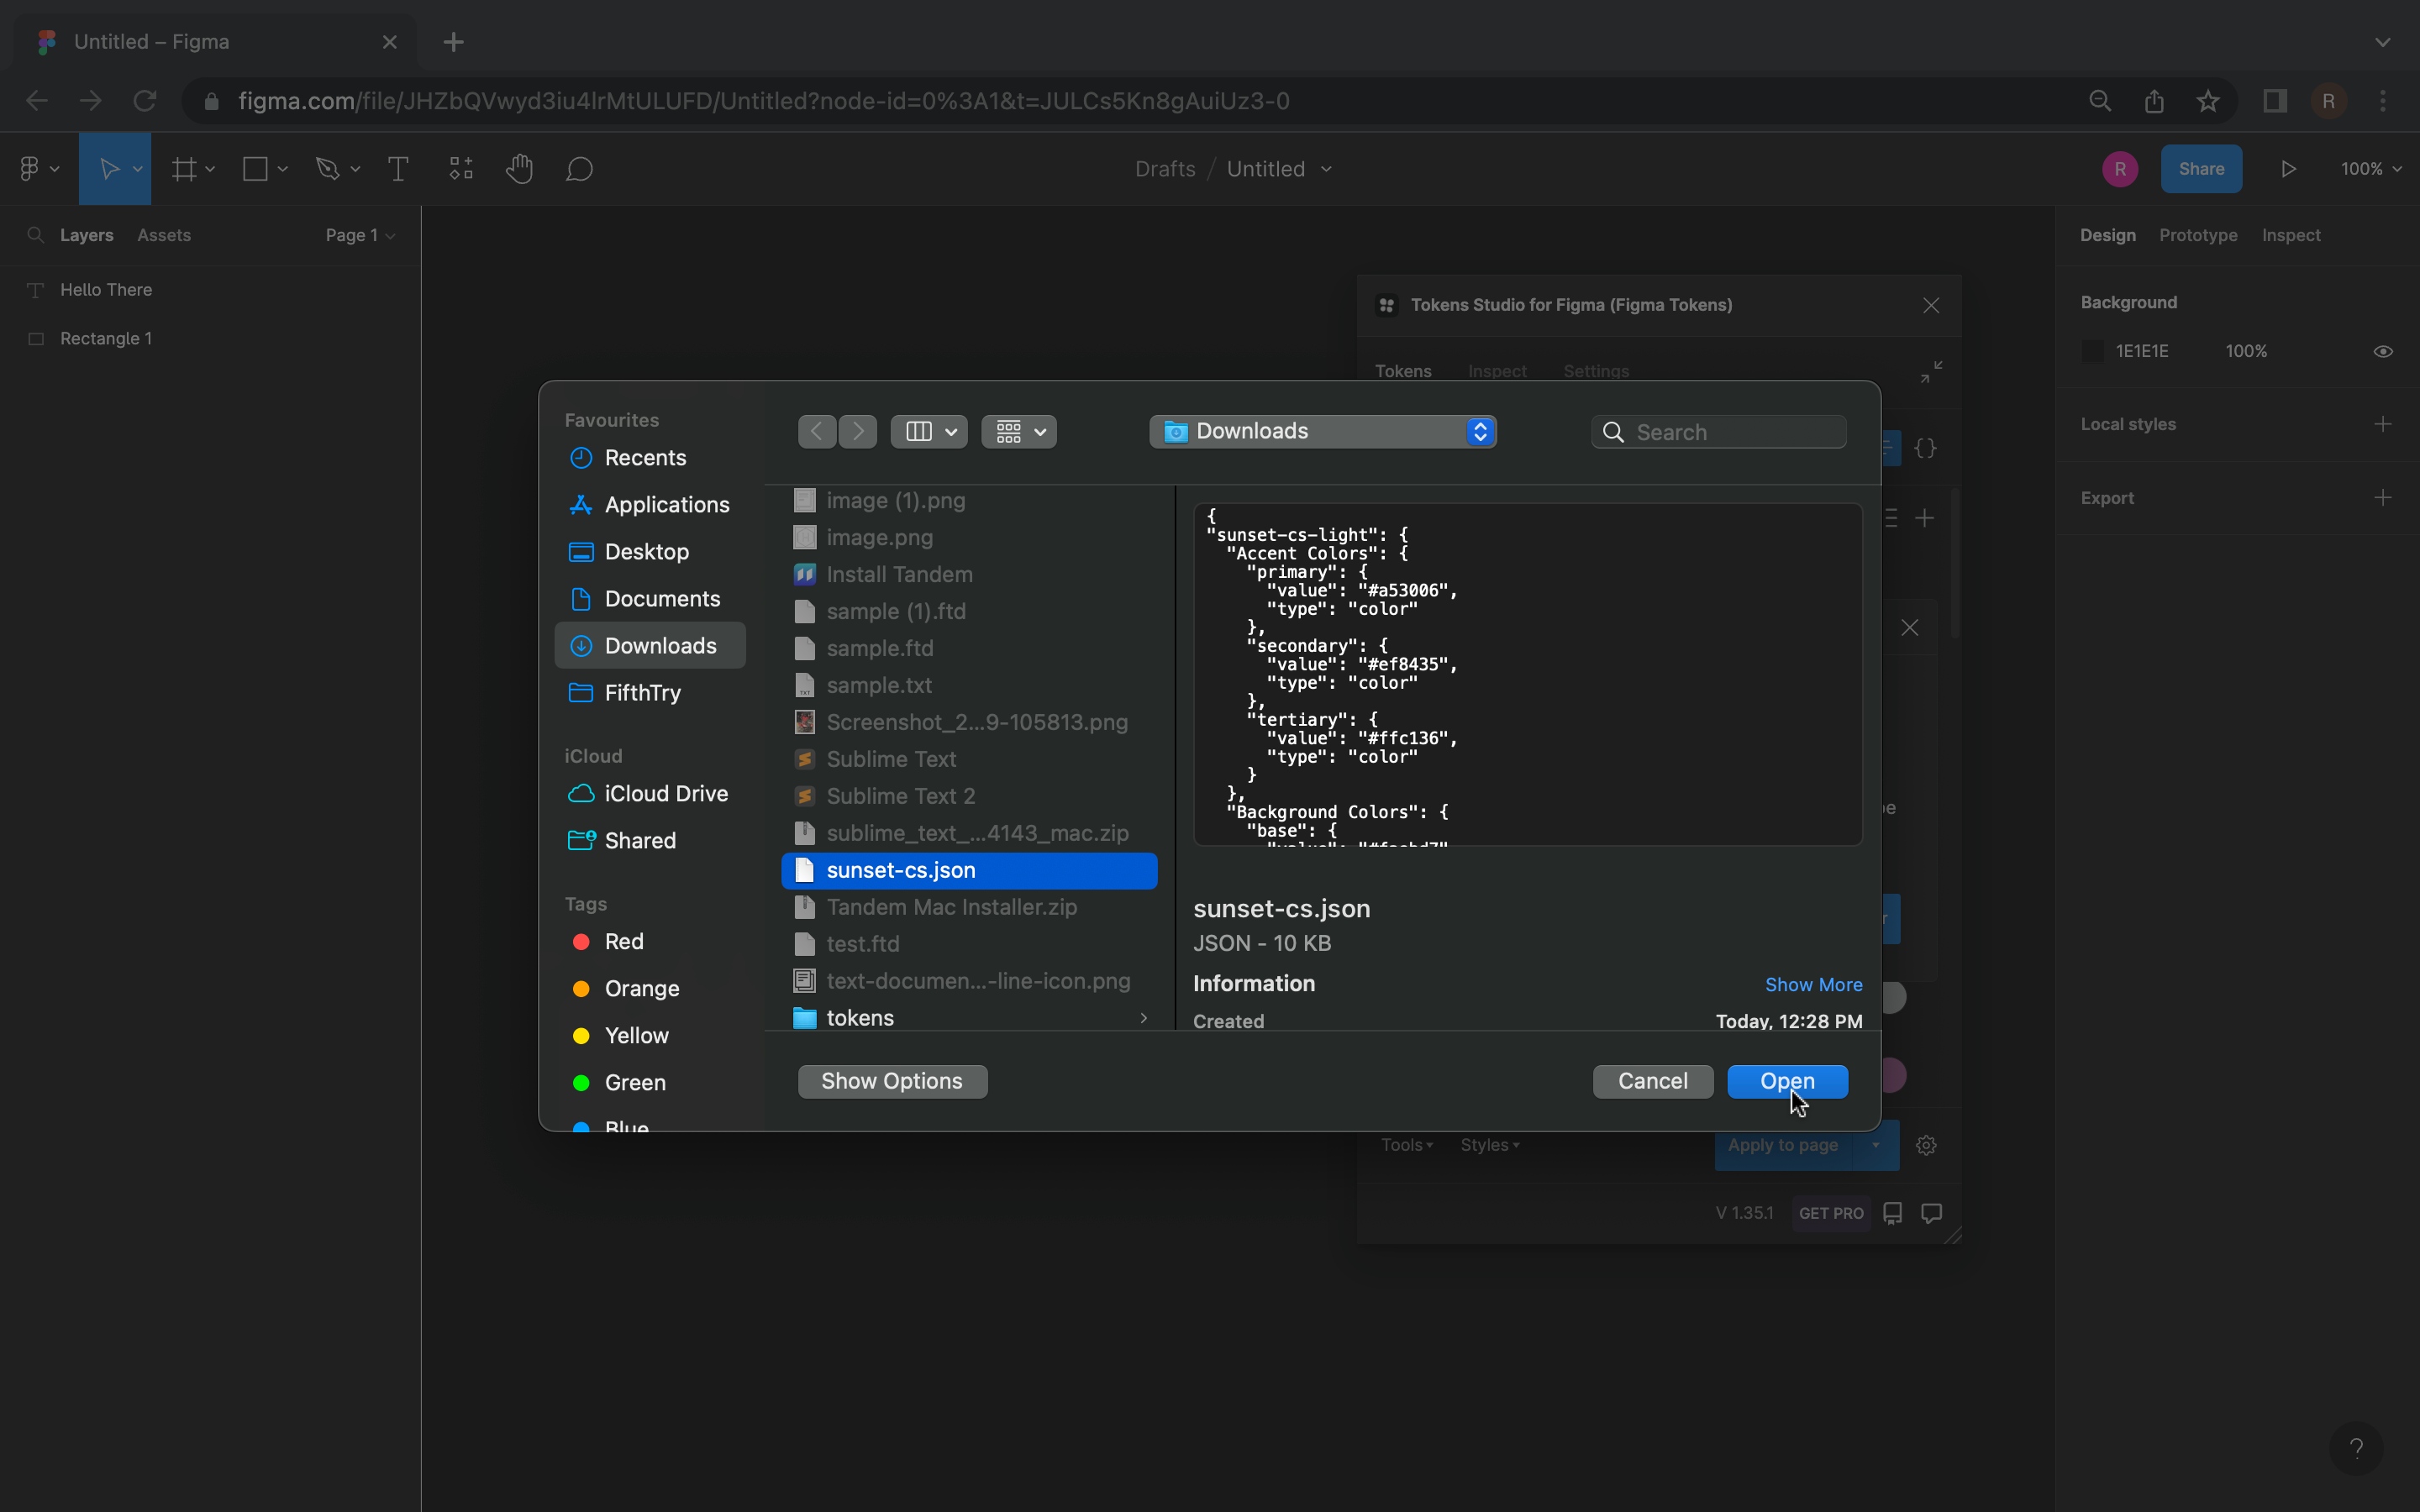 Untitled – Figma
figma.com/file/JHZbQVwyd3iu4lrMtULUFD/Untitled?node-id=0%3A1&t=JULCs5Kn8gAuiUz3-0
R
Drafts / Untitled
R
Share
100%
Layers
Assets
Page 1
Hello There
Rectangle 1
Design
Prototype
Inspect
Background
1E1E1E
100%
Local styles
Export
Tokens Studio for Figma (Figma Tokens)
Tokens
Inspect
Settings
Favourites
Recents
Applications
Desktop
Documents
Downloads
FifthTry
iCloud
iCloud Drive
Shared
Tags
Red
Orange
Yellow
Green
Blue
Downloads
Search
image (1).png
image.png
Install Tandem
sample (1).ftd
sample.ftd
sample.txt
Screenshot_2...9-105813.png
Sublime Text
Sublime Text 2
sublime_text_...4143_mac.zip
sunset-cs.json
Tandem Mac Installer.zip
test.ftd
text-documen...-line-icon.png
tokens
{
"sunset-cs-light": {
"Accent Colors": {
"primary": {
"value": "#a53006",
"type": "color"
},
"secondary": {
"value": "#ef8435",
"type": "color"
},
"tertiary": {
"value": "#ffc136",
"type": "color"
}
},
"Background Colors": {
"base": {
sunset-cs.json
JSON - 10 KB
Information
Show More
Created
Today, 12:28 PM
Show Options
Cancel
Open
Tools
Styles
Apply to page
V 1.35.1
GET PRO
?